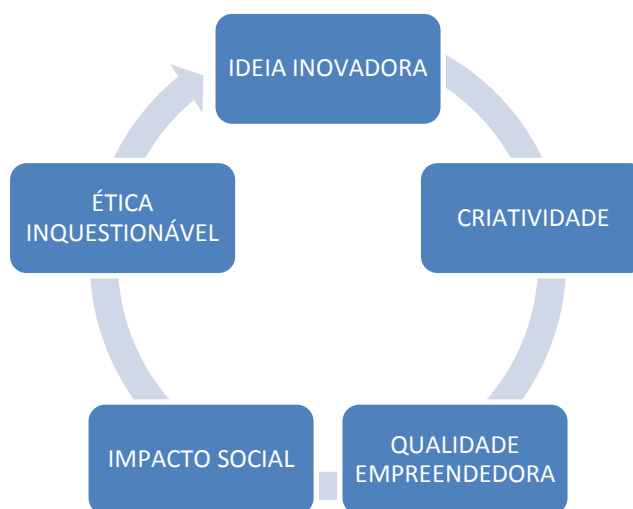 IDEIA INOVADORA
CRIATIVIDADE
QUALIDADE
EMPREENDEDORA
IMPACTO SOCIAL
ÉTICA
INQUESTIONÁVEL